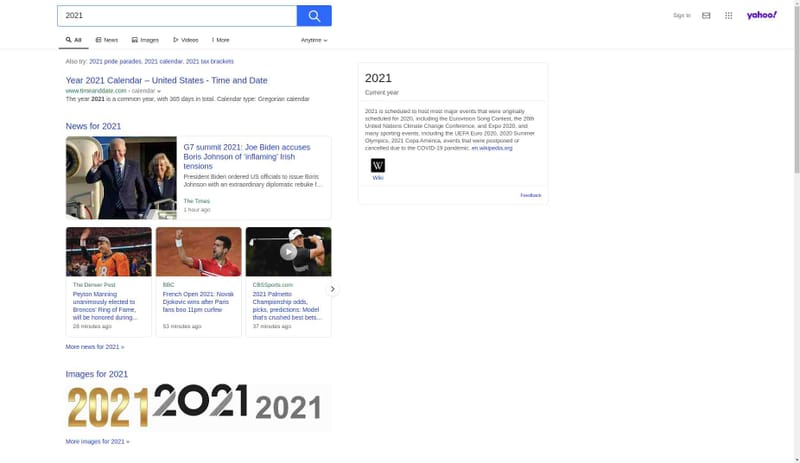 2021
Sign In
yahoo!
All
News
Images
Videos
More
Anytime
Also try: 2021 pride parades, 2021 calendar, 2021 tax brackets
Year 2021 Calendar – United States - Time and Date
www.timeanddate.com › calendar
The year 2021 is a common year, with 365 days in total. Calendar type: Gregorian calendar
News for 2021
G7 summit 2021: Joe Biden accuses
Boris Johnson of 'inflaming' Irish
tensions
President Biden ordered US officials to issue Boris
Johnson with an extraordinary diplomatic rebuke f...
The Times
1 hour ago
The Denver Post
Peyton Manning
unanimously elected to
Broncos' Ring of Fame,
will be honored during...
28 minutes ago
BBC
French Open 2021: Novak
Djokovic wins after Paris
fans boo 11pm curfew
53 minutes ago
CBSSports.com
2021 Palmetto
Championship odds,
picks, predictions: Model
that's crushed best bets...
37 minutes ago
More news for 2021 »
Images for 2021
2021
2021
2021
More images for 2021 »
2021
Current year
2021 is scheduled to host most major events that were originally
scheduled for 2020, including the Eurovision Song Contest, the 26th
United Nations Climate Change Conference, and Expo 2020, and
many sporting events, including the UEFA Euro 2020, 2020 Summer
Olympics, 2021 Copa America, events that were postponed or
cancelled due to the COVID-19 pandemic. en.wikipedia.org
W
Wiki
Feedback